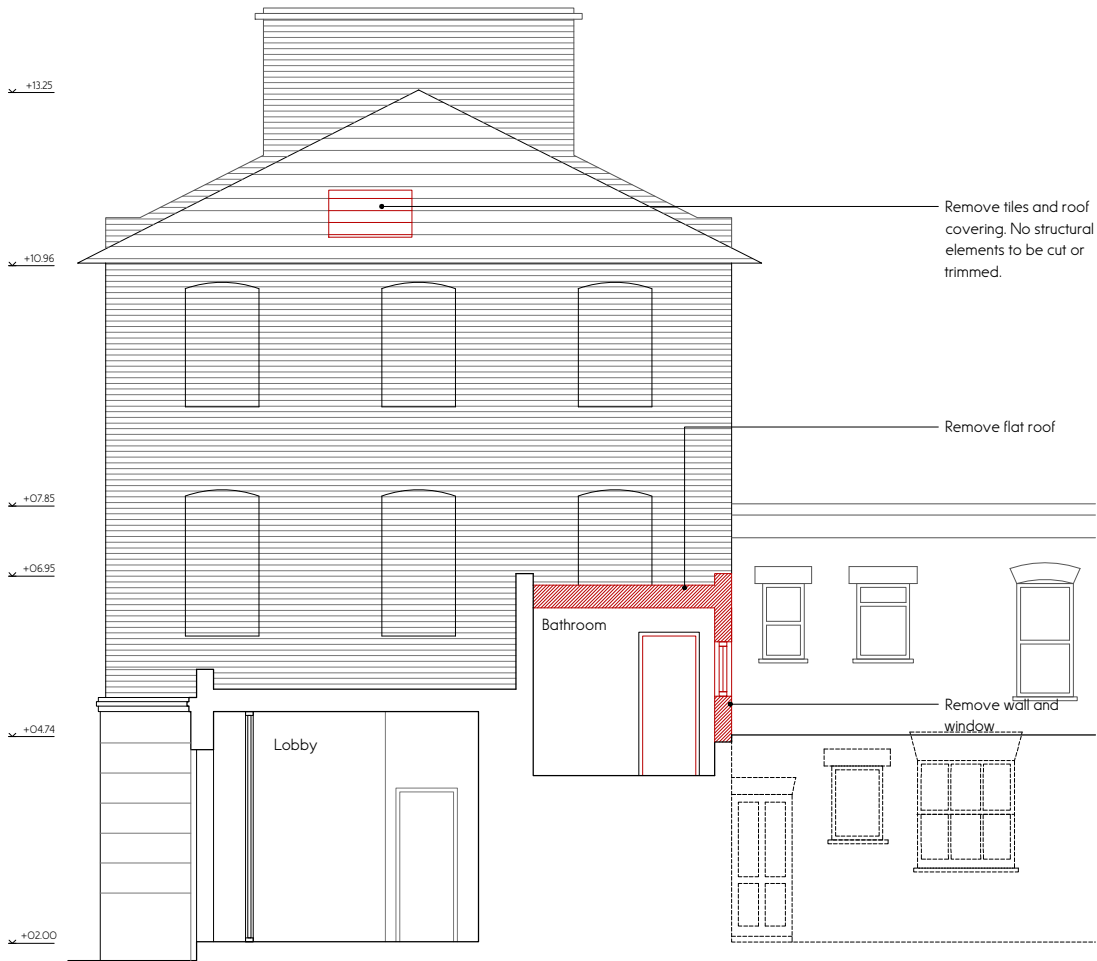 +13.25
Remove tiles and roof
covering. No structural
elements to be cut or
trimmed.
+10.96
Remove flat roof
+07.85
+06.95
Bathroom
Remove wall and
window
+04.74
Lobby
+02.00